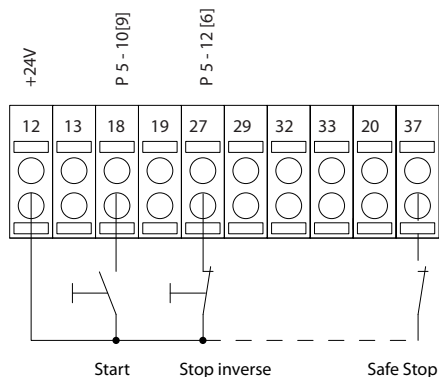 +24V
P 5 - 10[9]
P 5 - 12 [6]
12 13 18 19 27 29 32 33 20 37
Start Stop inverse Safe Stop